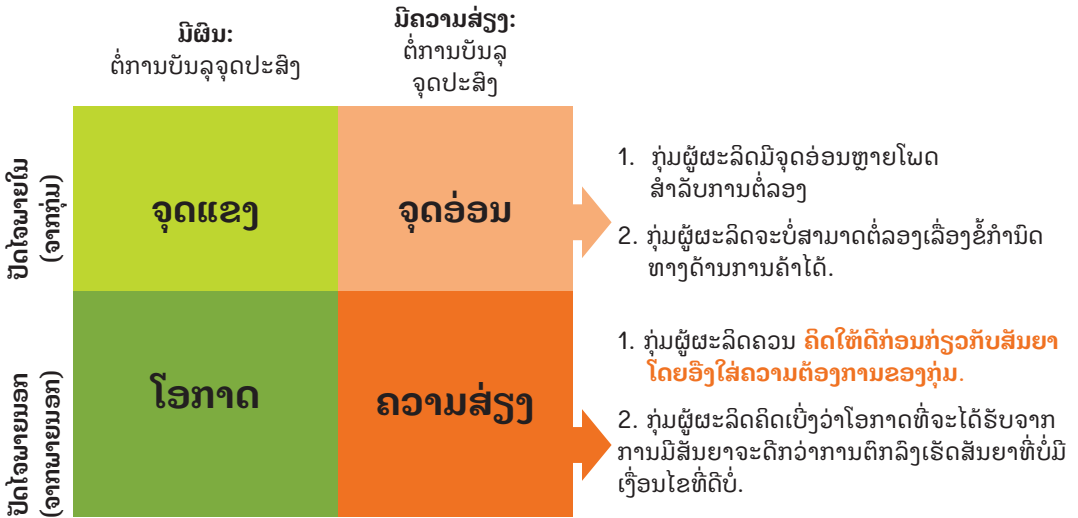 ມີຜົນ:
ຕໍ່ການບັນລຸຈຸດປະສົງ
ມີຄວາມສ່ຽງ:
ຕໍ່ການບັນລຸ
ຈຸດປະສົງ
ປັດໄຈພາຍໃນ
(ຈາກກຸ່ມ)
ຈຸດແຂງ
ຈຸດອ່ອນ
1. ກຸ່ມຜູ້ຜະລິດມີຈຸດອ່ອນຫຼາຍໂພດ
ສຳລັບການຕໍ່ລອງ
2. ກຸ່ມຜູ້ຜະລິດຈະບໍ່ສາມາດຕໍ່ລອງເລື່ອງຂໍ້ກຳນົດ
ທາງດ້ານການຄ້າໄດ້.
ປັດໄຈພາຍນອກ
(ຈາກພາຍນອກ)
ໂອກາດ
ຄວາມສ່ຽງ
1. ກຸ່ມຜູ້ຜະລິດຄວນ ຄິດໃຫ້ດີກ່ອນກ່ຽວກັບສັນຍາ
ໂດຍອີງໃສ່ຄວາມຕ້ອງການຂອງກຸ່ມ.
2. ກຸ່ມຜູ້ຜະລິດຄິດເບີ່ງວ່າໂອກາດທີ່ຈະໄດ້ຮັບຈາກ
ການມີສັນຍາຈະດີກວ່າການຕົກລົງເຮັດສັນຍາທີ່ບໍ່ມີ
ເງື່ອນໄຂທີ່ດີບໍ່.